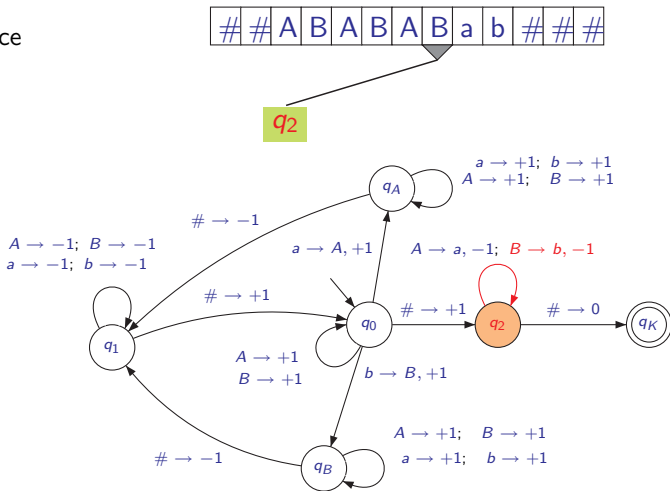 ce
# # A B A B A B a b # # #
q2
a → +1; b → +1
A → +1; B → +1
qA
# → −1
A → −1; B → −1
a → −1; b → −1
a → A, +1
A → a, −1; B → b, −1
# → +1
# → +1
# → 0
q1
q0
q2
qK
A → +1
B → +1
b → B, +1
A → +1; B → +1
a → +1; b → +1
# → −1
qB